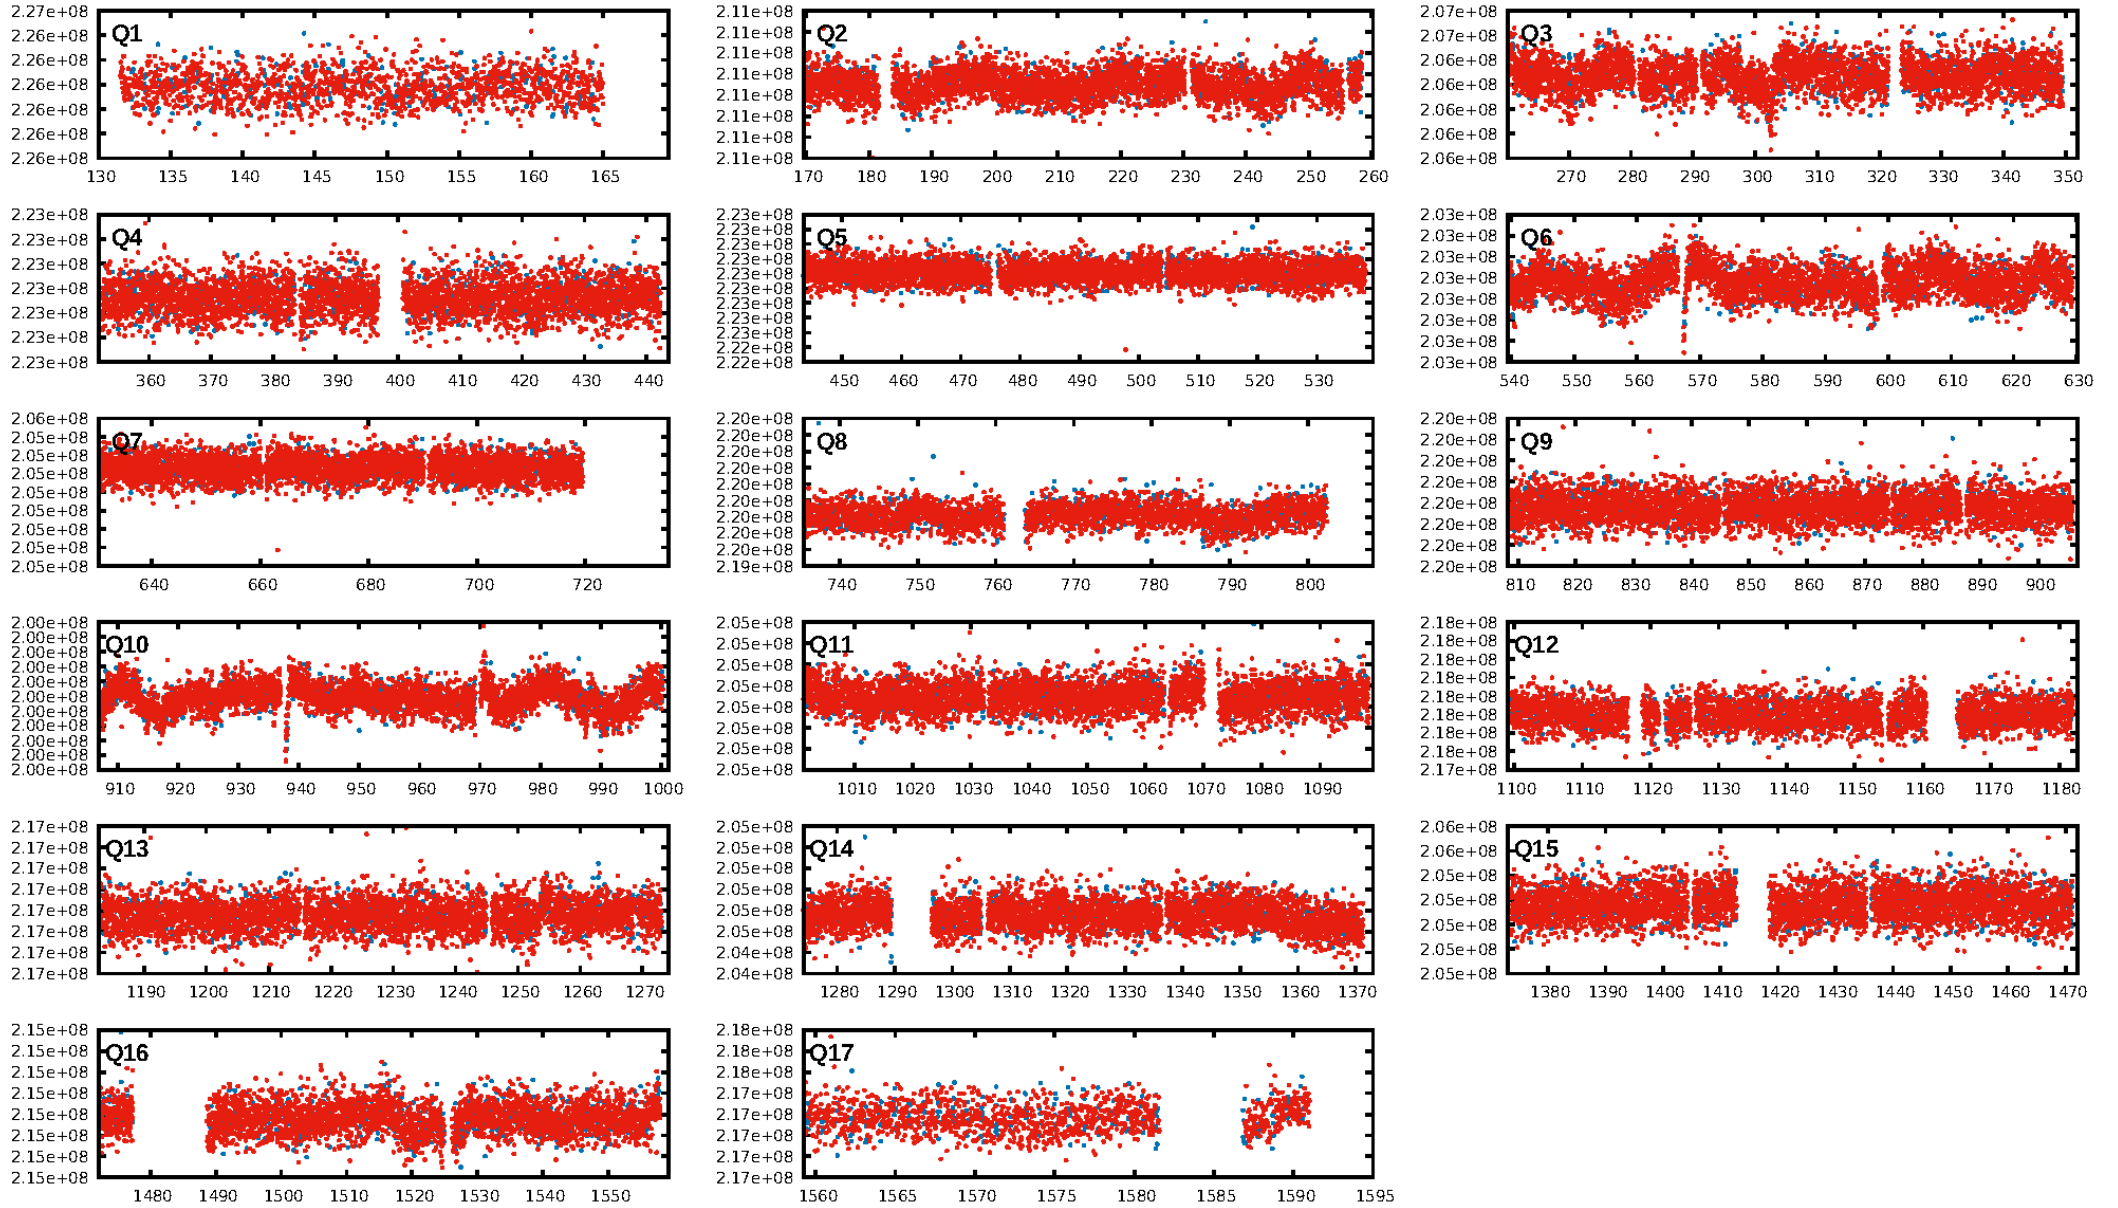 2.27e+08
2.26e+08
2.26e+08
2.26e+08
2.26e+08
2.26e+08
2.26e+08
Q1
130 135 140 145 150 155 160 165
2.11e+08
2.11e+08
2.11e+08
2.11e+08
2.11e+08
2.11e+08
2.11e+08
2.11e+08
Q2
170 180 190 200 210 220 230 240 250 260
2.07e+08
2.07e+08
2.06e+08
2.06e+08
2.06e+08
2.06e+08
2.06e+08
Q3
270 280 290 300 310 320 330 340 350
2.23e+08
2.23e+08
2.23e+08
2.23e+08
2.23e+08
2.23e+08
2.23e+08
Q4
360 370 380 390 400 410 420 430 440
2.23e+08
2.23e+08
2.23e+08
2.23e+08
2.23e+08
2.23e+08
2.23e+08
2.23e+08
2.23e+08
2.22e+08
2.22e+08
Q5
450 460 470 480 490 500 510 520 530
2.03e+08
2.03e+08
2.03e+08
2.03e+08
2.03e+08
2.03e+08
2.03e+08
2.03e+08
Q6
540 550 560 570 580 590 600 610 620 630
2.06e+08
2.05e+08
2.05e+08
2.05e+08
2.05e+08
2.05e+08
2.05e+08
2.05e+08
2.05e+08
Q7
640 660 680 700 720
2.20e+08
2.20e+08
2.20e+08
2.20e+08
2.20e+08
2.20e+08
2.20e+08
2.20e+08
2.20e+08
2.19e+08
Q8
740 750 760 770 780 790 800
2.20e+08
2.20e+08
2.20e+08
2.20e+08
2.20e+08
2.20e+08
2.20e+08
2.20e+08
Q9
810 820 830 840 850 860 870 880 890 900
2.00e+08
2.00e+08
2.00e+08
2.00e+08
2.00e+08
2.00e+08
2.00e+08
2.00e+08
2.00e+08
2.00e+08
2.00e+08
Q10
910 920 930 940 950 960 970 980 990 1000
2.05e+08
2.05e+08
2.05e+08
2.05e+08
2.05e+08
2.05e+08
2.05e+08
2.05e+08
Q11
1010 1020 1030 1040 1050 1060 1070 1080 1090
2.18e+08
2.18e+08
2.18e+08
2.18e+08
2.18e+08
2.18e+08
2.18e+08
2.18e+08
2.17e+08
Q12
1100 1110 1120 1130 1140 1150 1160 1170 1180
2.17e+08
2.17e+08
2.17e+08
2.17e+08
2.17e+08
2.17e+08
2.17e+08
2.17e+08
Q13
1190 1200 1210 1220 1230 1240 1250 1260 1270
2.05e+08
2.05e+08
2.05e+08
2.05e+08
2.05e+08
2.05e+08
2.04e+08
2.04e+08
Q14
1280 1290 1300 1310 1320 1330 1340 1350 1360 1370
2.06e+08
2.06e+08
2.05e+08
2.05e+08
2.05e+08
2.05e+08
2.05e+08
Q15
1380 1390 1400 1410 1420 1430 1440 1450 1460 1470
2.15e+08
2.15e+08
2.15e+08
2.15e+08
2.15e+08
2.15e+08
2.15e+08
2.15e+08
Q16
1480 1490 1500 1510 1520 1530 1540 1550
2.18e+08
2.18e+08
2.18e+08
2.17e+08
2.17e+08
2.17e+08
2.17e+08
2.17e+08
Q17
1560 1565 1570 1575 1580 1585 1590 1595